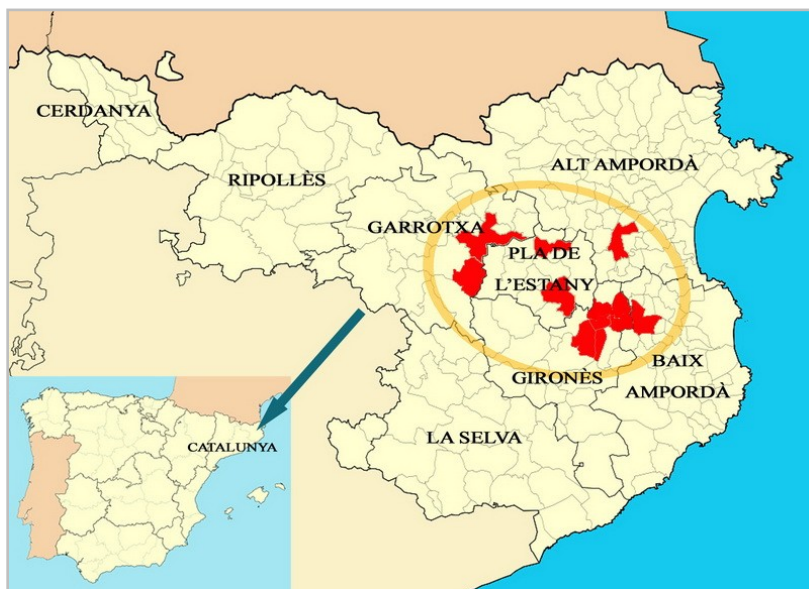 CERDANYA
RIPOLLÈS
ALT AMPORDÀ
GARROTXA
PLA DE
L'ESTANY
GIRONÈS
BAIX
AMPORDÀ
LA SELVA
CATALUNYA